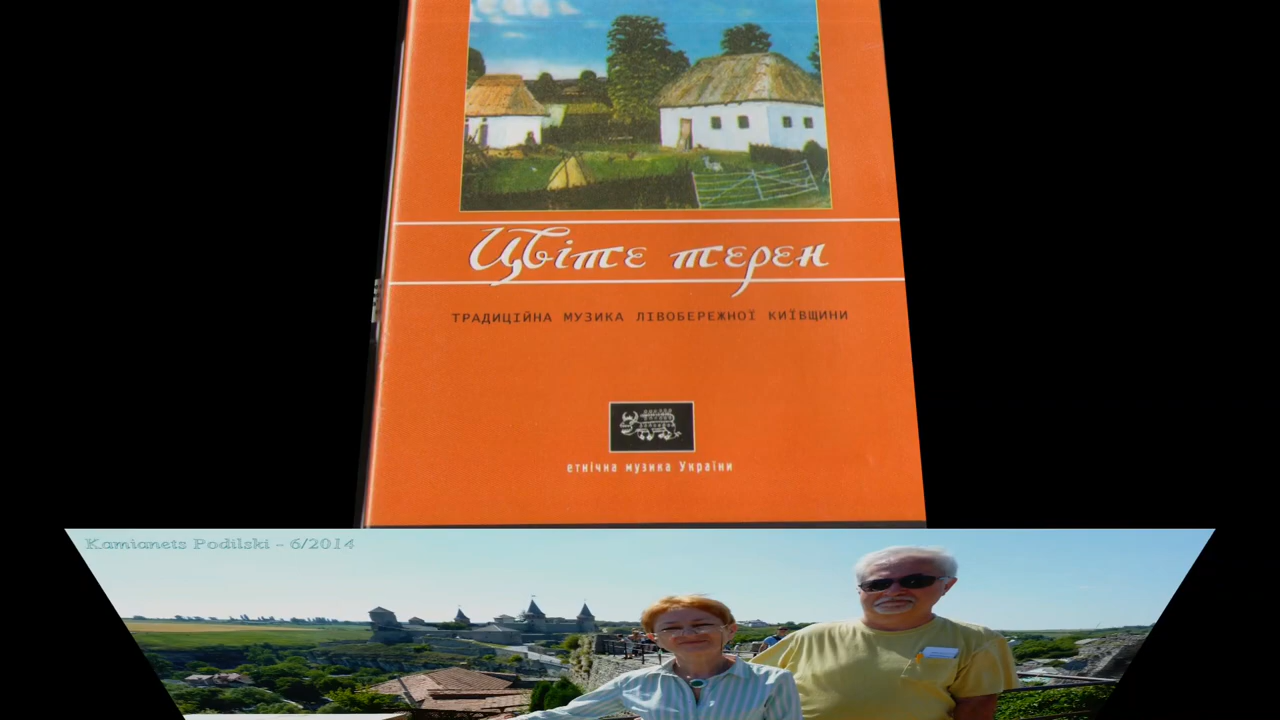 Цвіте терен
ТРАДИЦІЙНА МУЗИКА ЛІВОБЕРЕЖНОЇ КИЇВЩИНИ
етнічна музика України
Kamianets Podilski - 6/2014